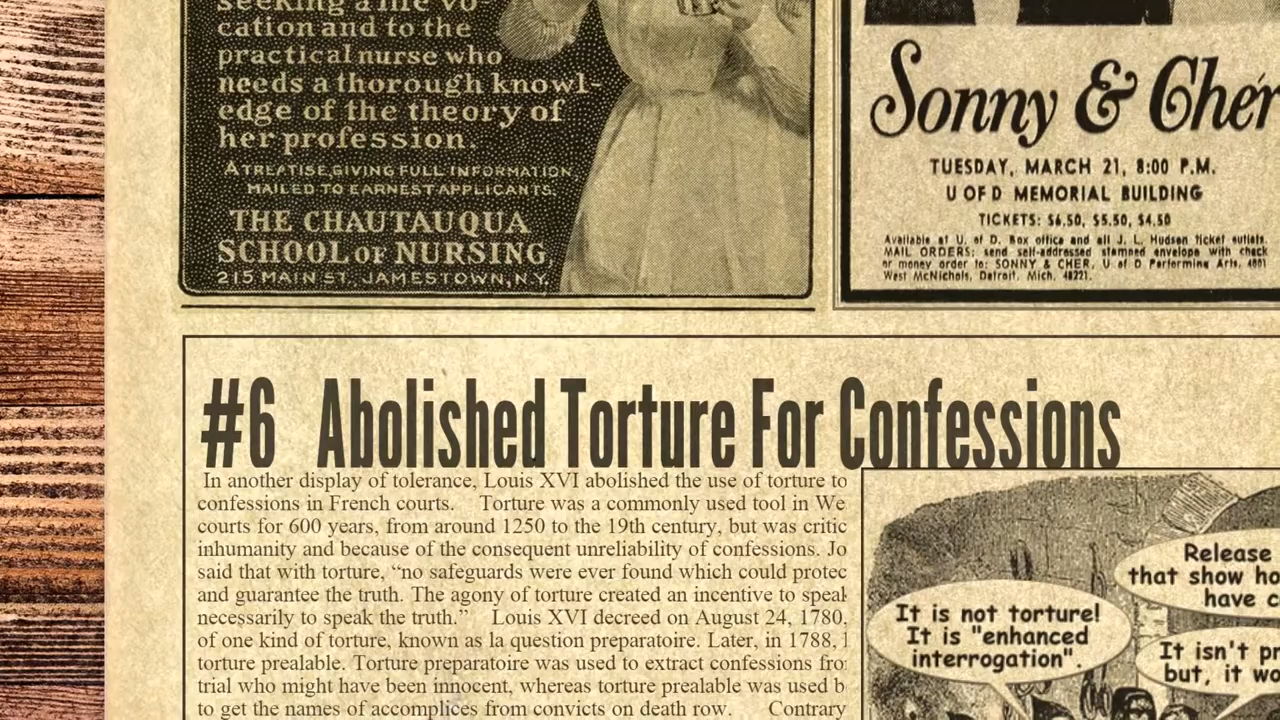 seeking a life vo-
cation and to the
practical nurse who
needs a thorough knowl-
edge of the theory of
her profession.
A TREATISE, GIVING FULL INFORMATION
MAILED TO EARNEST APPLICANTS.
THE CHAUTAUQUA
SCHOOL OF NURSING
215 MAIN ST. JAMESTOWN, N.Y.
Sonny & Cher
TUESDAY, MARCH 21, 8:00 P.M.
U OF D MEMORIAL BUILDING
TICKETS: $6.50, $5.50, $4.50
Available at U. of D. Box office and all J. L. Hudson ticket outlets.
MAIL ORDERS: send self-addressed stamped envelope with check
or money order to: SONNY & CHER, U of D Performing Arts, 4001
West McNichols, Detroit, Mich. 48221.
#6 Abolished Torture For Confessions
In another display of tolerance, Louis XVI abolished the use of torture to
confessions in French courts. Torture was a commonly used tool in We
courts for 600 years, from around 1250 to the 19th century, but was critic
inhumanity and because of the consequent unreliability of confessions. Jo
said that with torture, “no safeguards were ever found which could protec
and guarantee the truth. The agony of torture created an incentive to speak
necessarily to speak the truth.” Louis XVI decreed on August 24, 1780,
of one kind of torture, known as la question preparatoire. Later, in 1788,
torture prealable. Torture preparatoire was used to extract confessions fro
trial who might have been innocent, whereas torture prealable was used b
to get the names of accomplices from convicts on death row. Contrary
It is not torture!
It is "enhanced
interrogation".
Release
that show ho
have c
It isn't pr
but, it wo